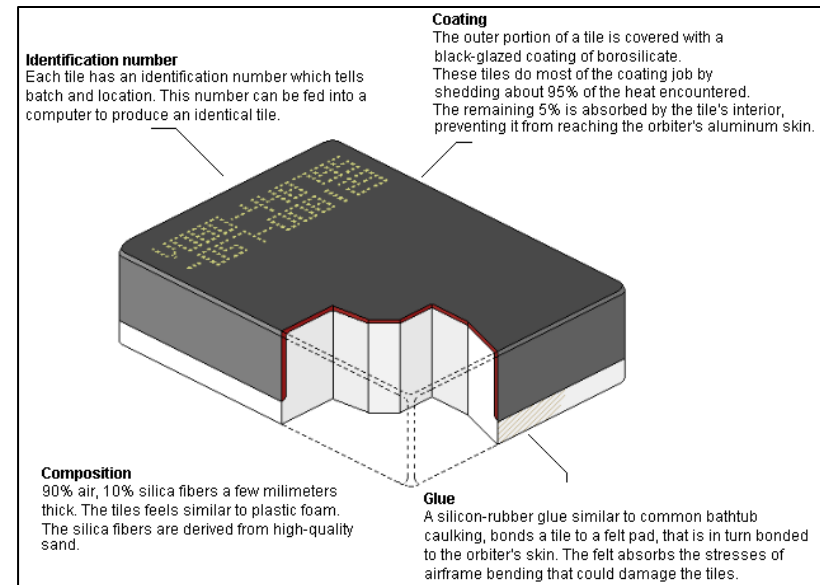 Identification number
Each tile has an identification number which tells
batch and location. This number can be fed into a
computer to produce an identical tile.
Coating
The outer portion of a tile is covered with a
black-glazed coating of borosilicate.
These tiles do most of the coating job by
shedding about 95% of the heat encountered.
The remaining 5% is absorbed by the tile's interior,
preventing it from reaching the orbiter's aluminum skin.
Composition
90% air, 10% silica fibers a few milimeters
thick. The tiles feels similar to plastic foam.
The silica fibers are derived from high-quality
sand.
Glue
A silicon-rubber glue similar to common bathtub
caulking, bonds a tile to a felt pad, that is in turn bonded
to the orbiter's skin. The felt absorbs the stresses of
airframe bending that could damage the tiles.